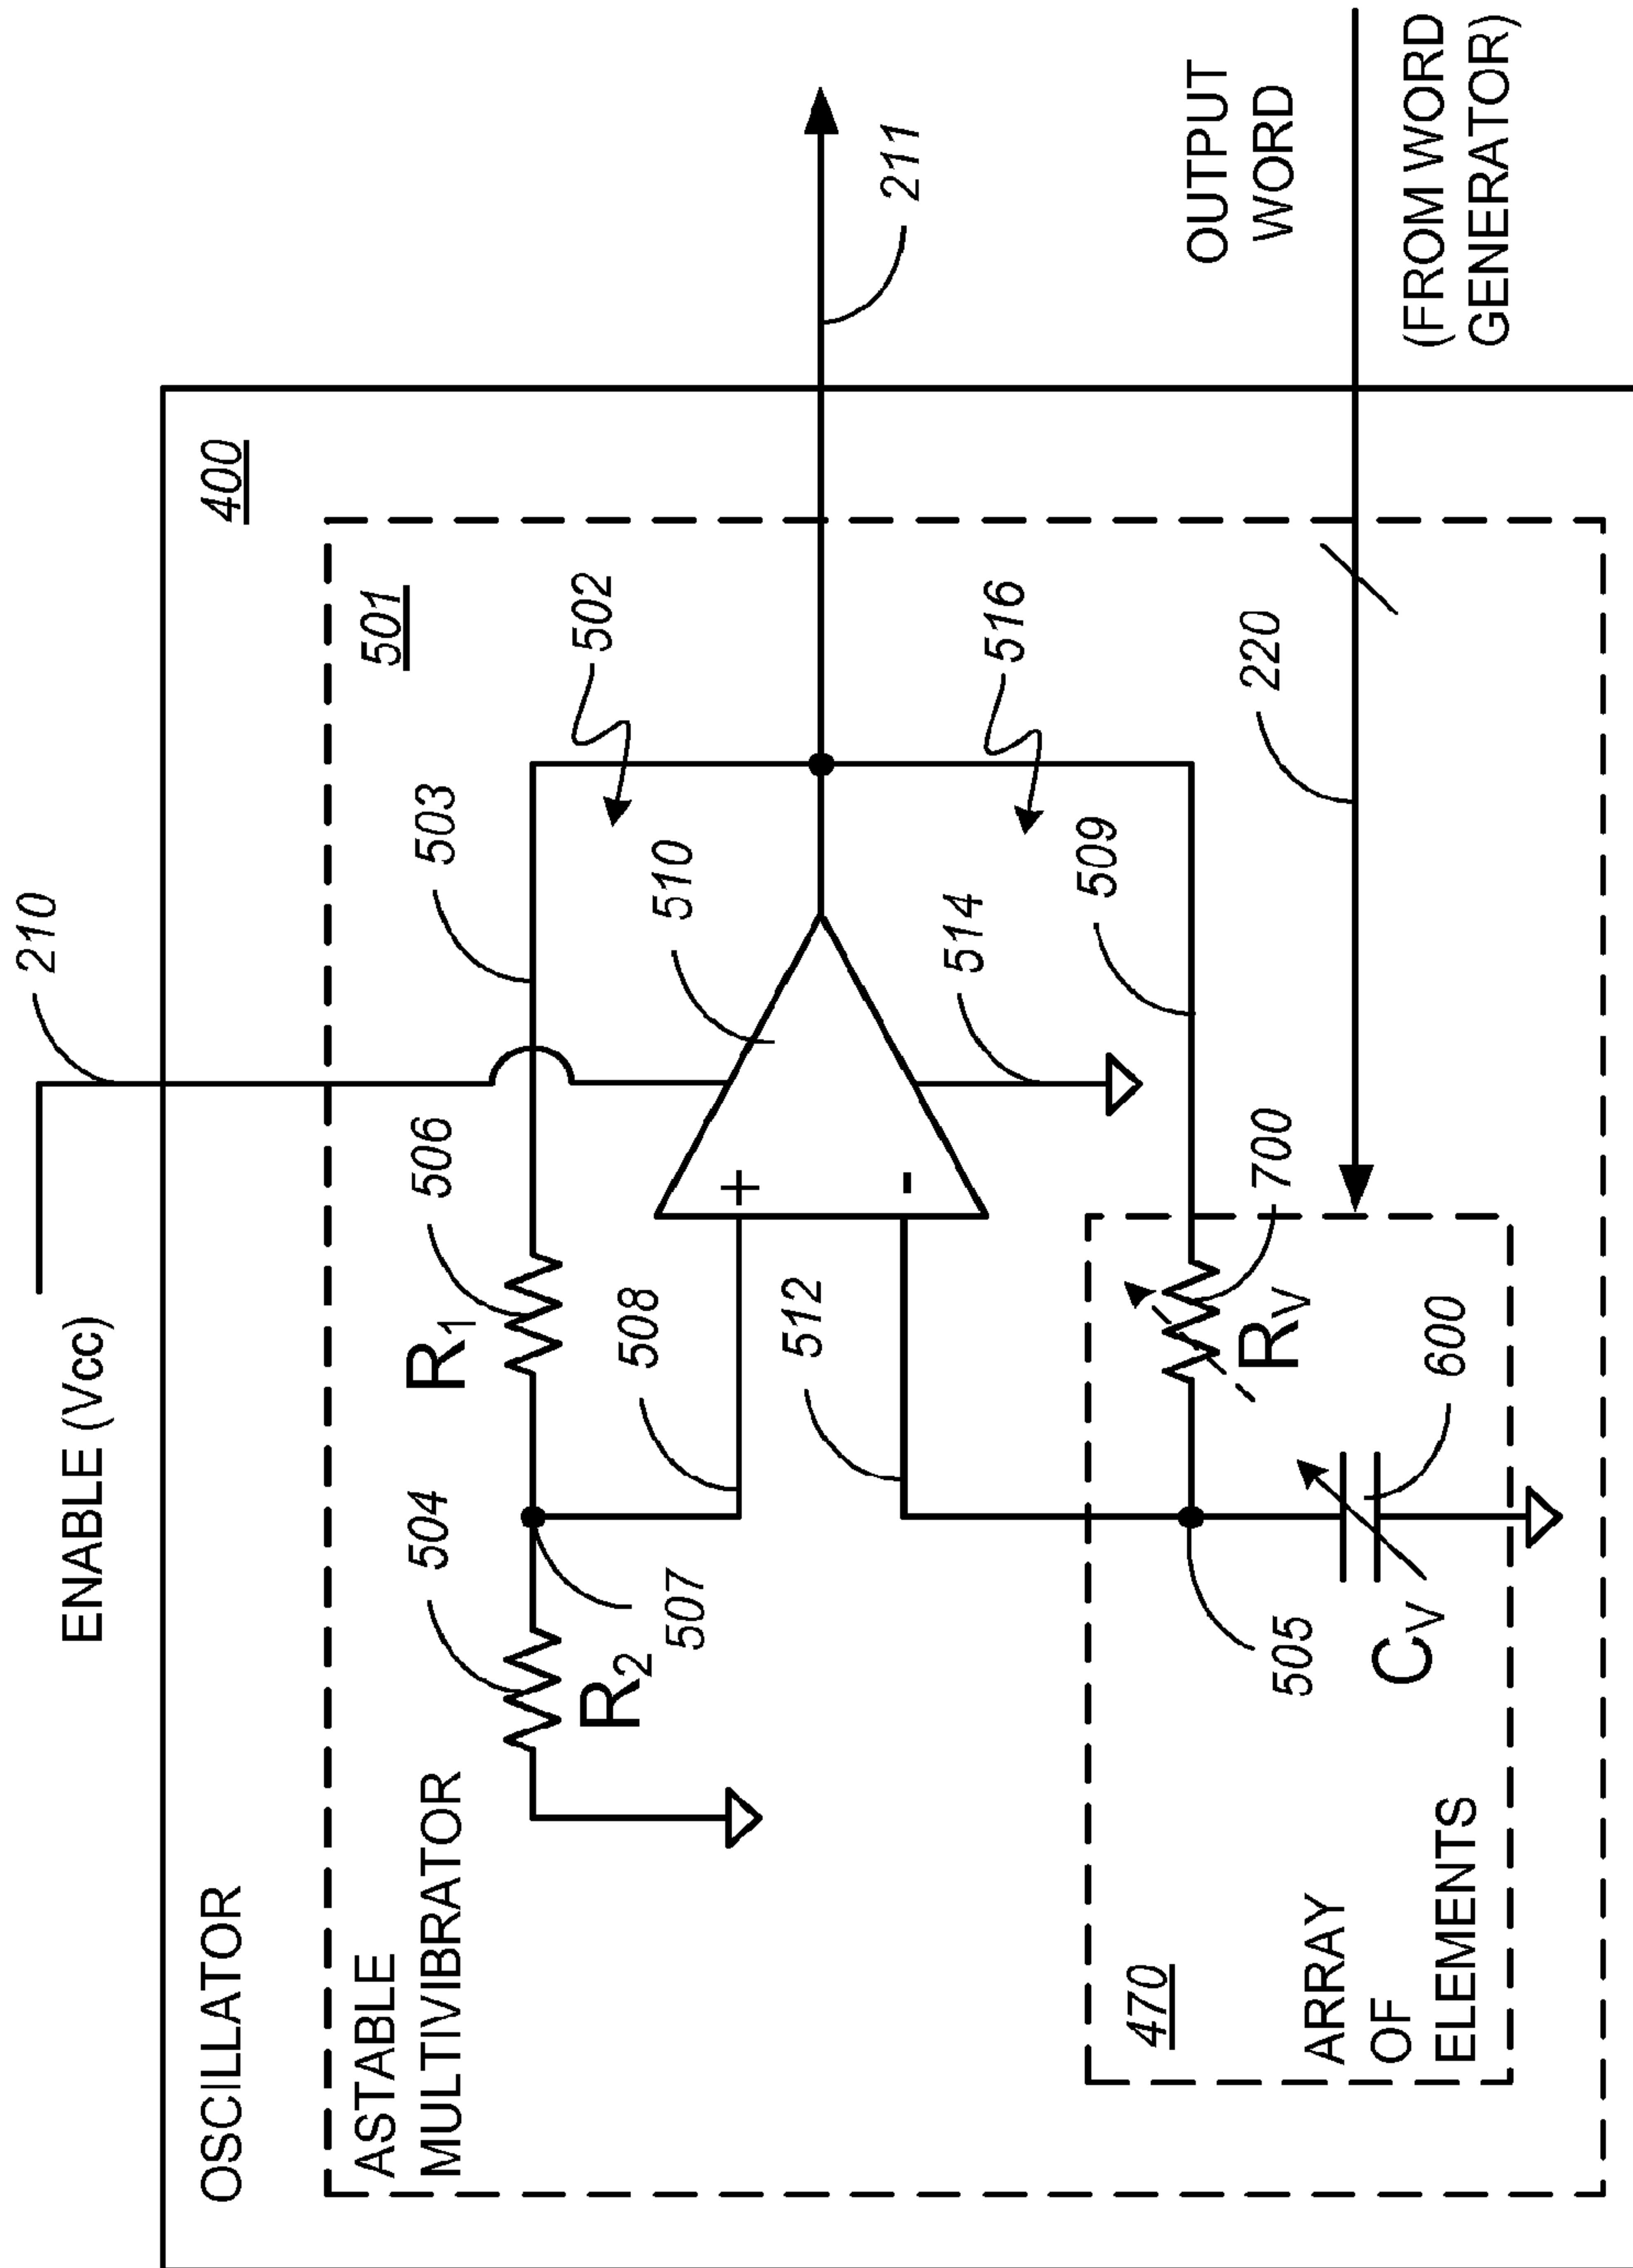 ENABLE (Vcc)
210
OSCILLATOR
400
ASTABLE
MULTIVIBRATOR
501
504
506
503
R1
502
R2
507
508
510
211
512
514
516
470
505
700
509
RV
220
OUTPUT
WORD
ARRAY
OF
ELEMENTS
CV
600
(FROM WORD
GENERATOR)